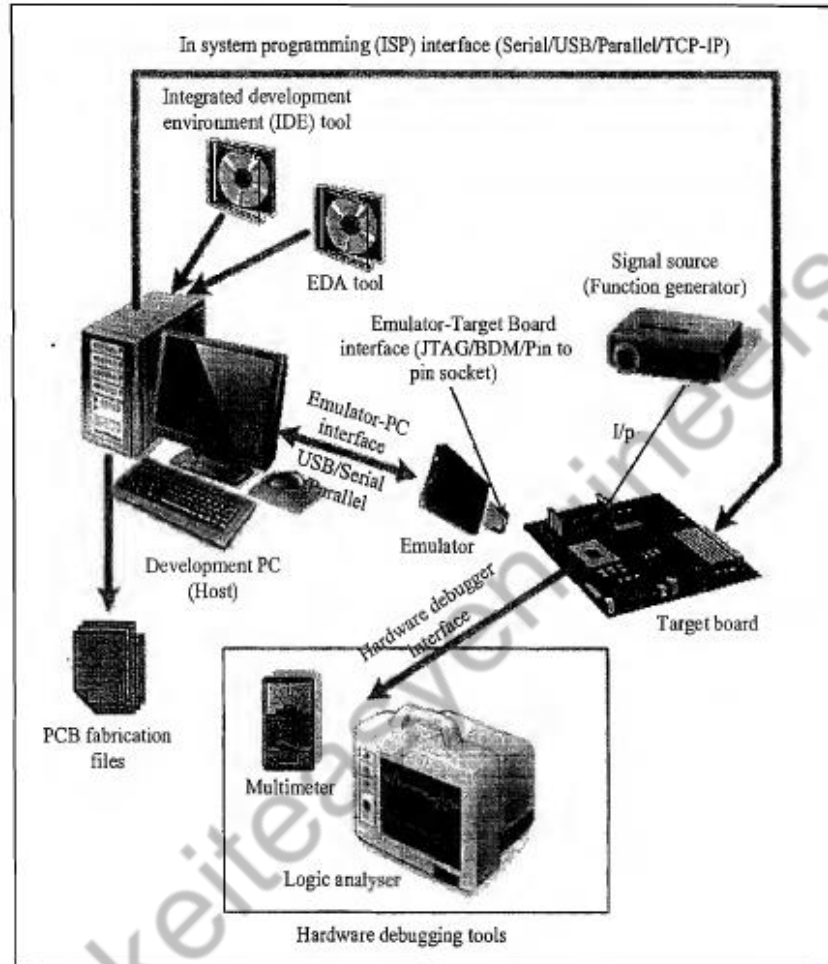 In system programming (ISP) interface (Serial/USB/Parallel/TCP-IP)
Integrated development
environment (IDE) tool
EDA tool
Signal source
(Function generator)
Emulator-Target Board
interface (JTAG/BDM/Pin to
pin socket)
I/p
Emulator-PC
interface
USB/Serial
/Parallel
Emulator
Development PC
(Host)
Target board
Hardware debugger
interface
PCB fabrication
files
Multimeter
Logic analyser
Hardware debugging tools
keiteasyengineers